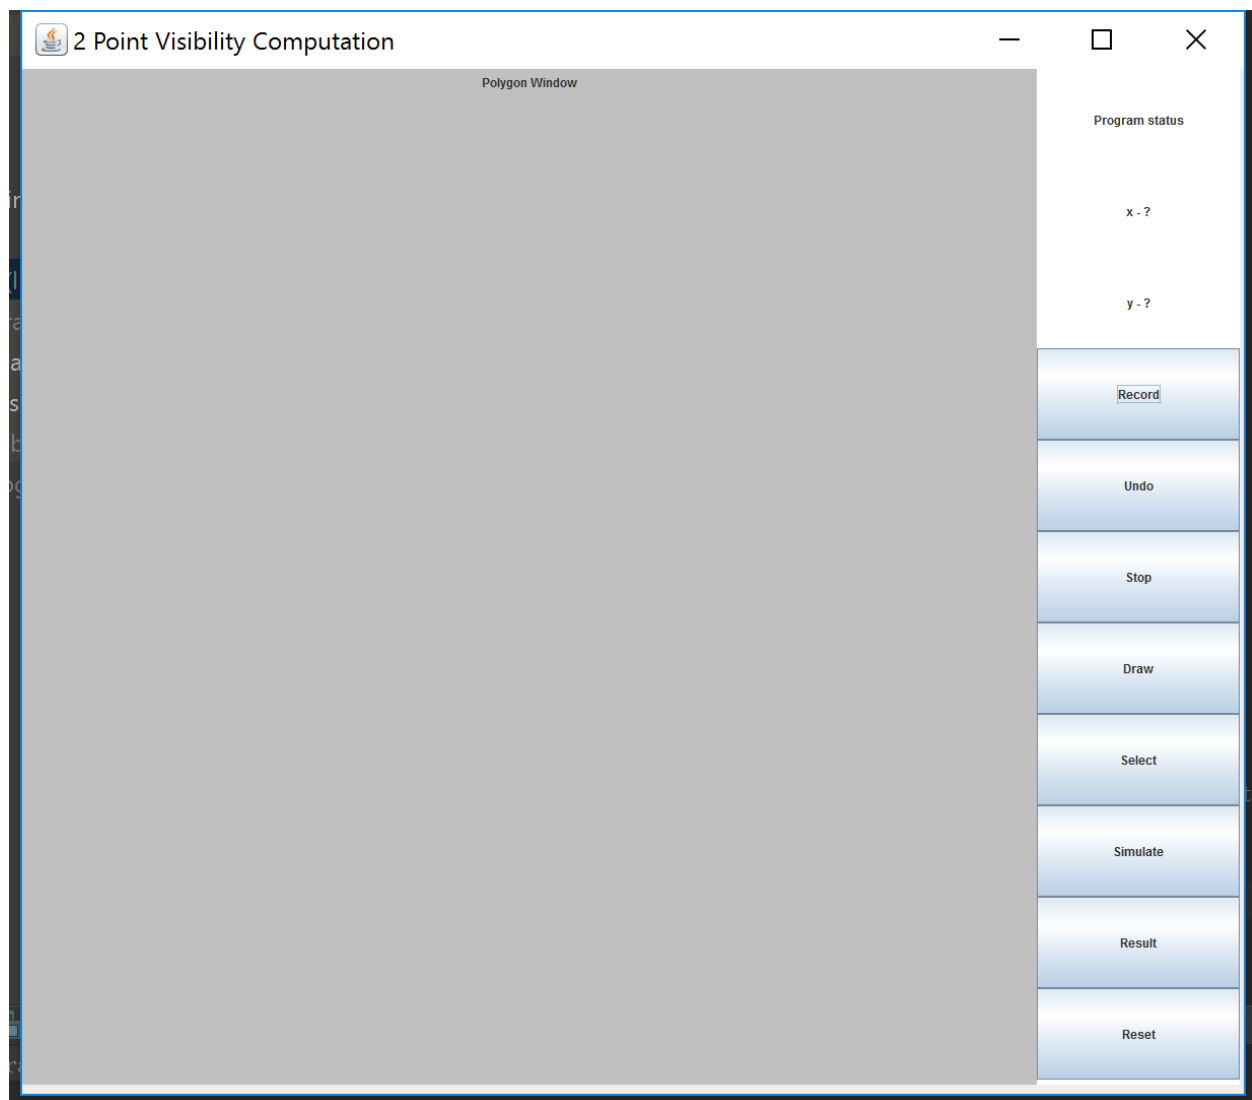 2 Point Visibility Computation
Polygon Window
Program status
x - ?
y - ?
Record
Undo
Stop
Draw
Select
Simulate
Result
Reset